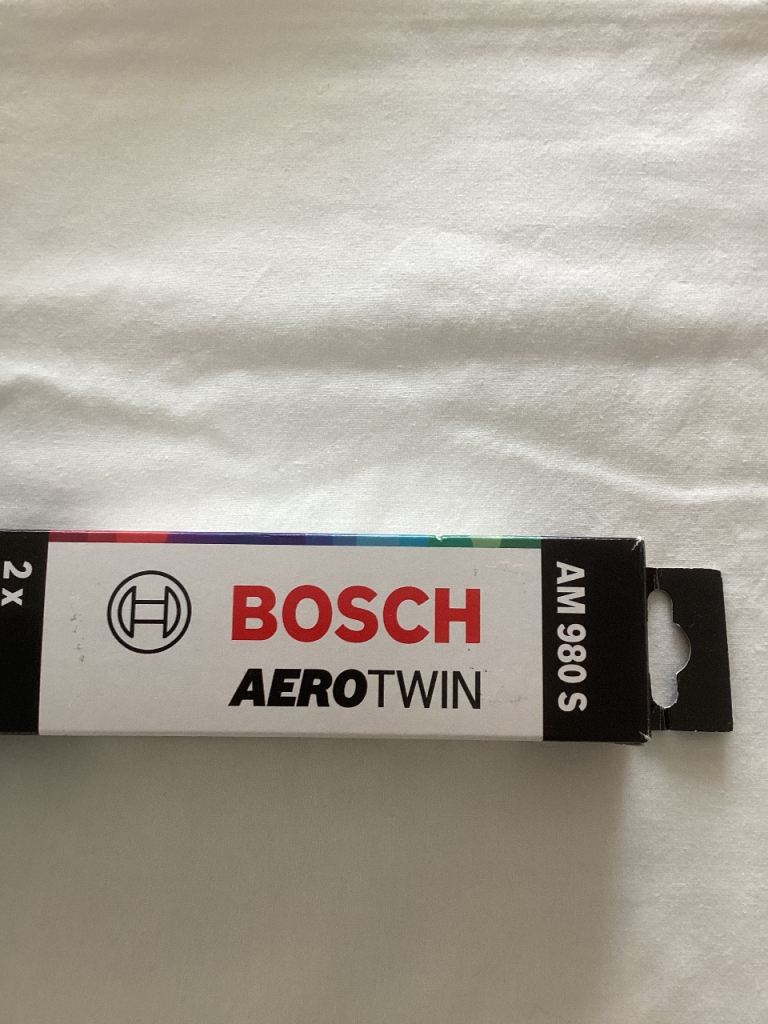 2 x
BOSCH
AEROTWIN
AM 980 S